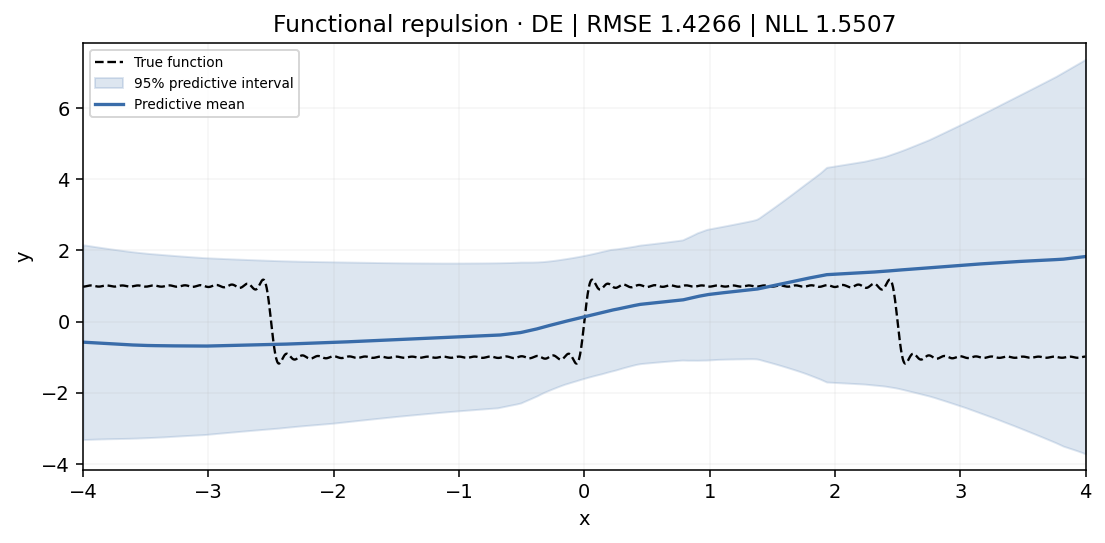 Functional repulsion · DE | RMSE 1.4266 | NLL 1.5507
True function
95% predictive interval
Predictive mean
y
6
4
2
0
−2
−4
−4 −3 −2 −1 0 1 2 3 4
x